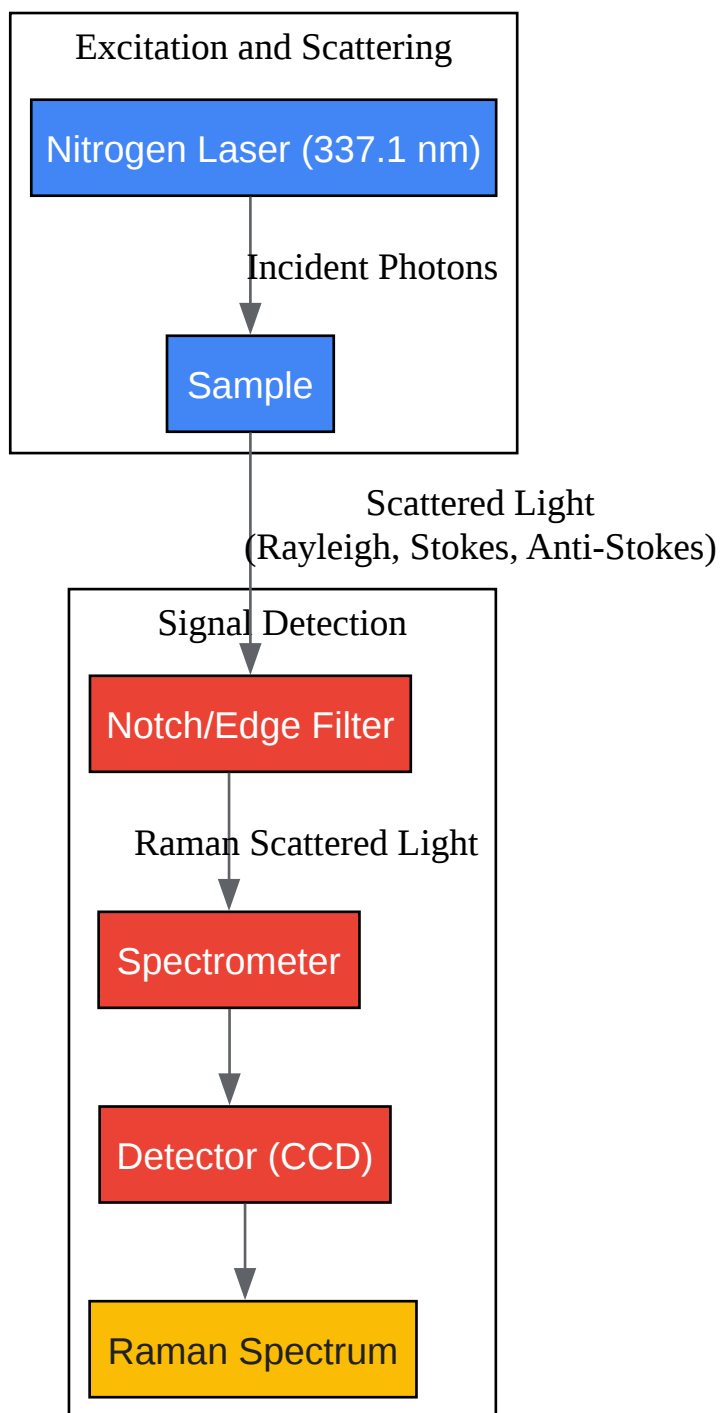 Excitation and Scattering
Nitrogen Laser (337.1 nm)
Incident Photons
Sample
Scattered Light
(Rayleigh, Stokes, Anti-Stokes)
Signal Detection
Notch/Edge Filter
Raman Scattered Light
Spectrometer
Detector (CCD)
Raman Spectrum